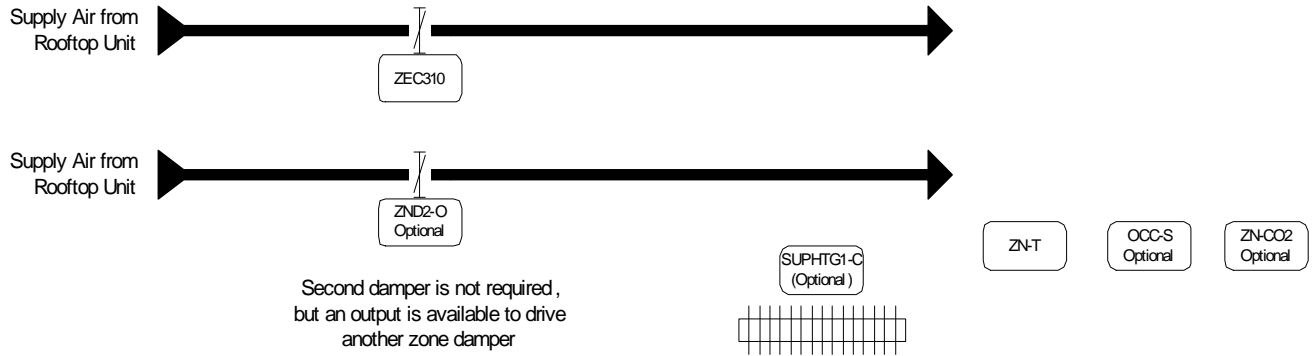 Supply Air from
Rooftop Unit
ZEC310
Supply Air from
Rooftop Unit
ZND2-O
Optional
ZN-T
OCC-S
Optional
ZN-CO2
Optional
SUPHTG1-C
(Optional)
Second damper is not required,
but an output is available to drive
another zone damper